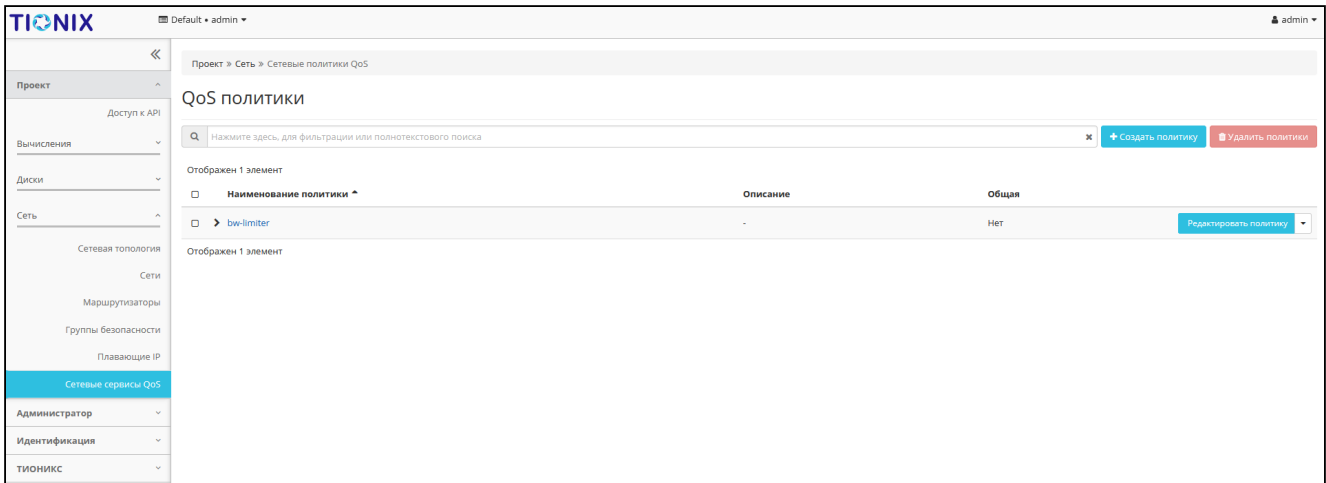 TIONIX
Default • admin
admin
Проект » Сеть » Сетевые политики QoS
Проект
QoS политики
Доступ к API
Нажмите здесь, для фильтрации или полнотекстового поиска
Создать политику
Удалить политики
Вычисления
Отображен 1 элемент
Диски
Наименование политики Описание Общая
Сеть
bw-limiter - Нет Редактировать политику
Сетевая топология
Отображен 1 элемент
Сети
Маршрутизаторы
Группы безопасности
Плавающие IP
Сетевые сервисы QoS
Администратор
Идентификация
ТИОНИКС